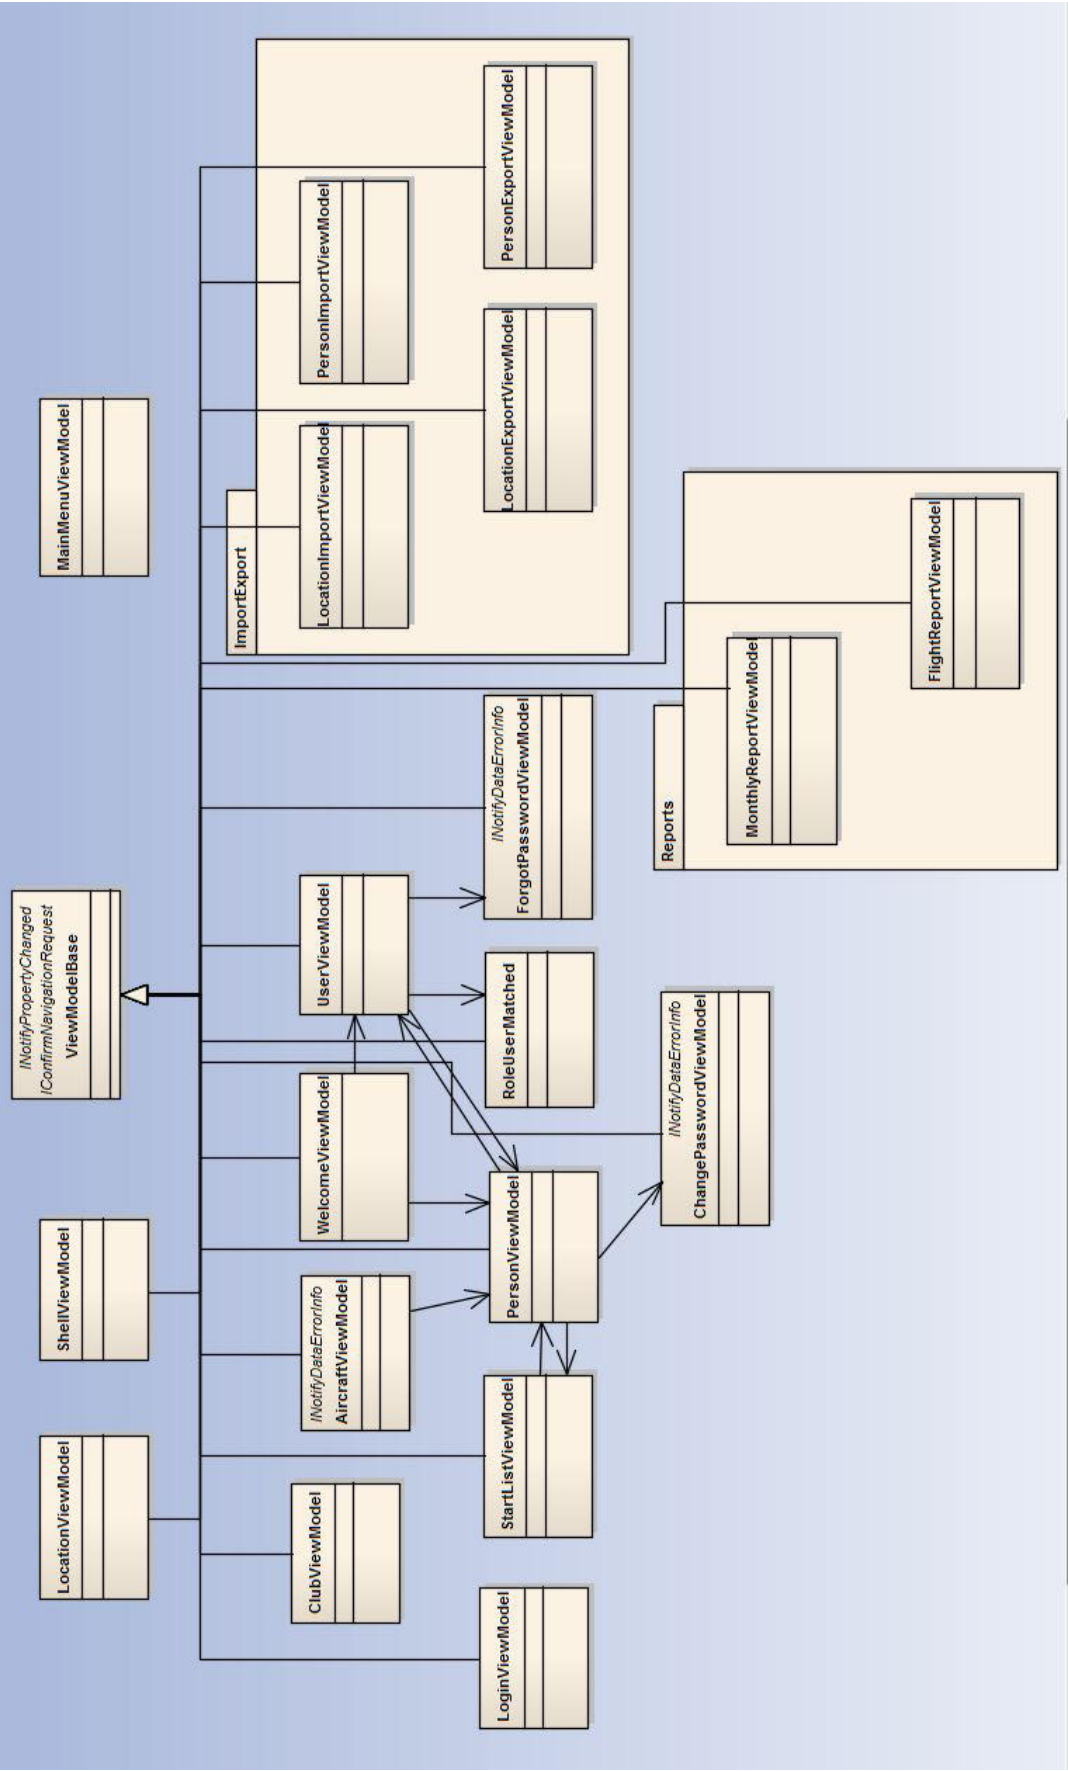 LocationViewModel
ShellViewModel
INotifyPropertyChanged
IConfirmNavigationRequest
ViewModelBase
MainMenuViewModel
ClubViewModel
INotifyDataErrorInfo
AircraftViewModel
WelcomeViewModel
UserViewModel
ImportExport
LocationImportViewModel
PersonImportViewModel
LoginViewModel
StartListViewModel
PersonViewModel
RoleUserMatched
INotifyDataErrorInfo
ForgotPasswordViewModel
LocationExportViewModel
PersonExportViewModel
INotifyDataErrorInfo
ChangePasswordViewModel
Reports
MonthlyReportViewModel
FlightReportViewModel